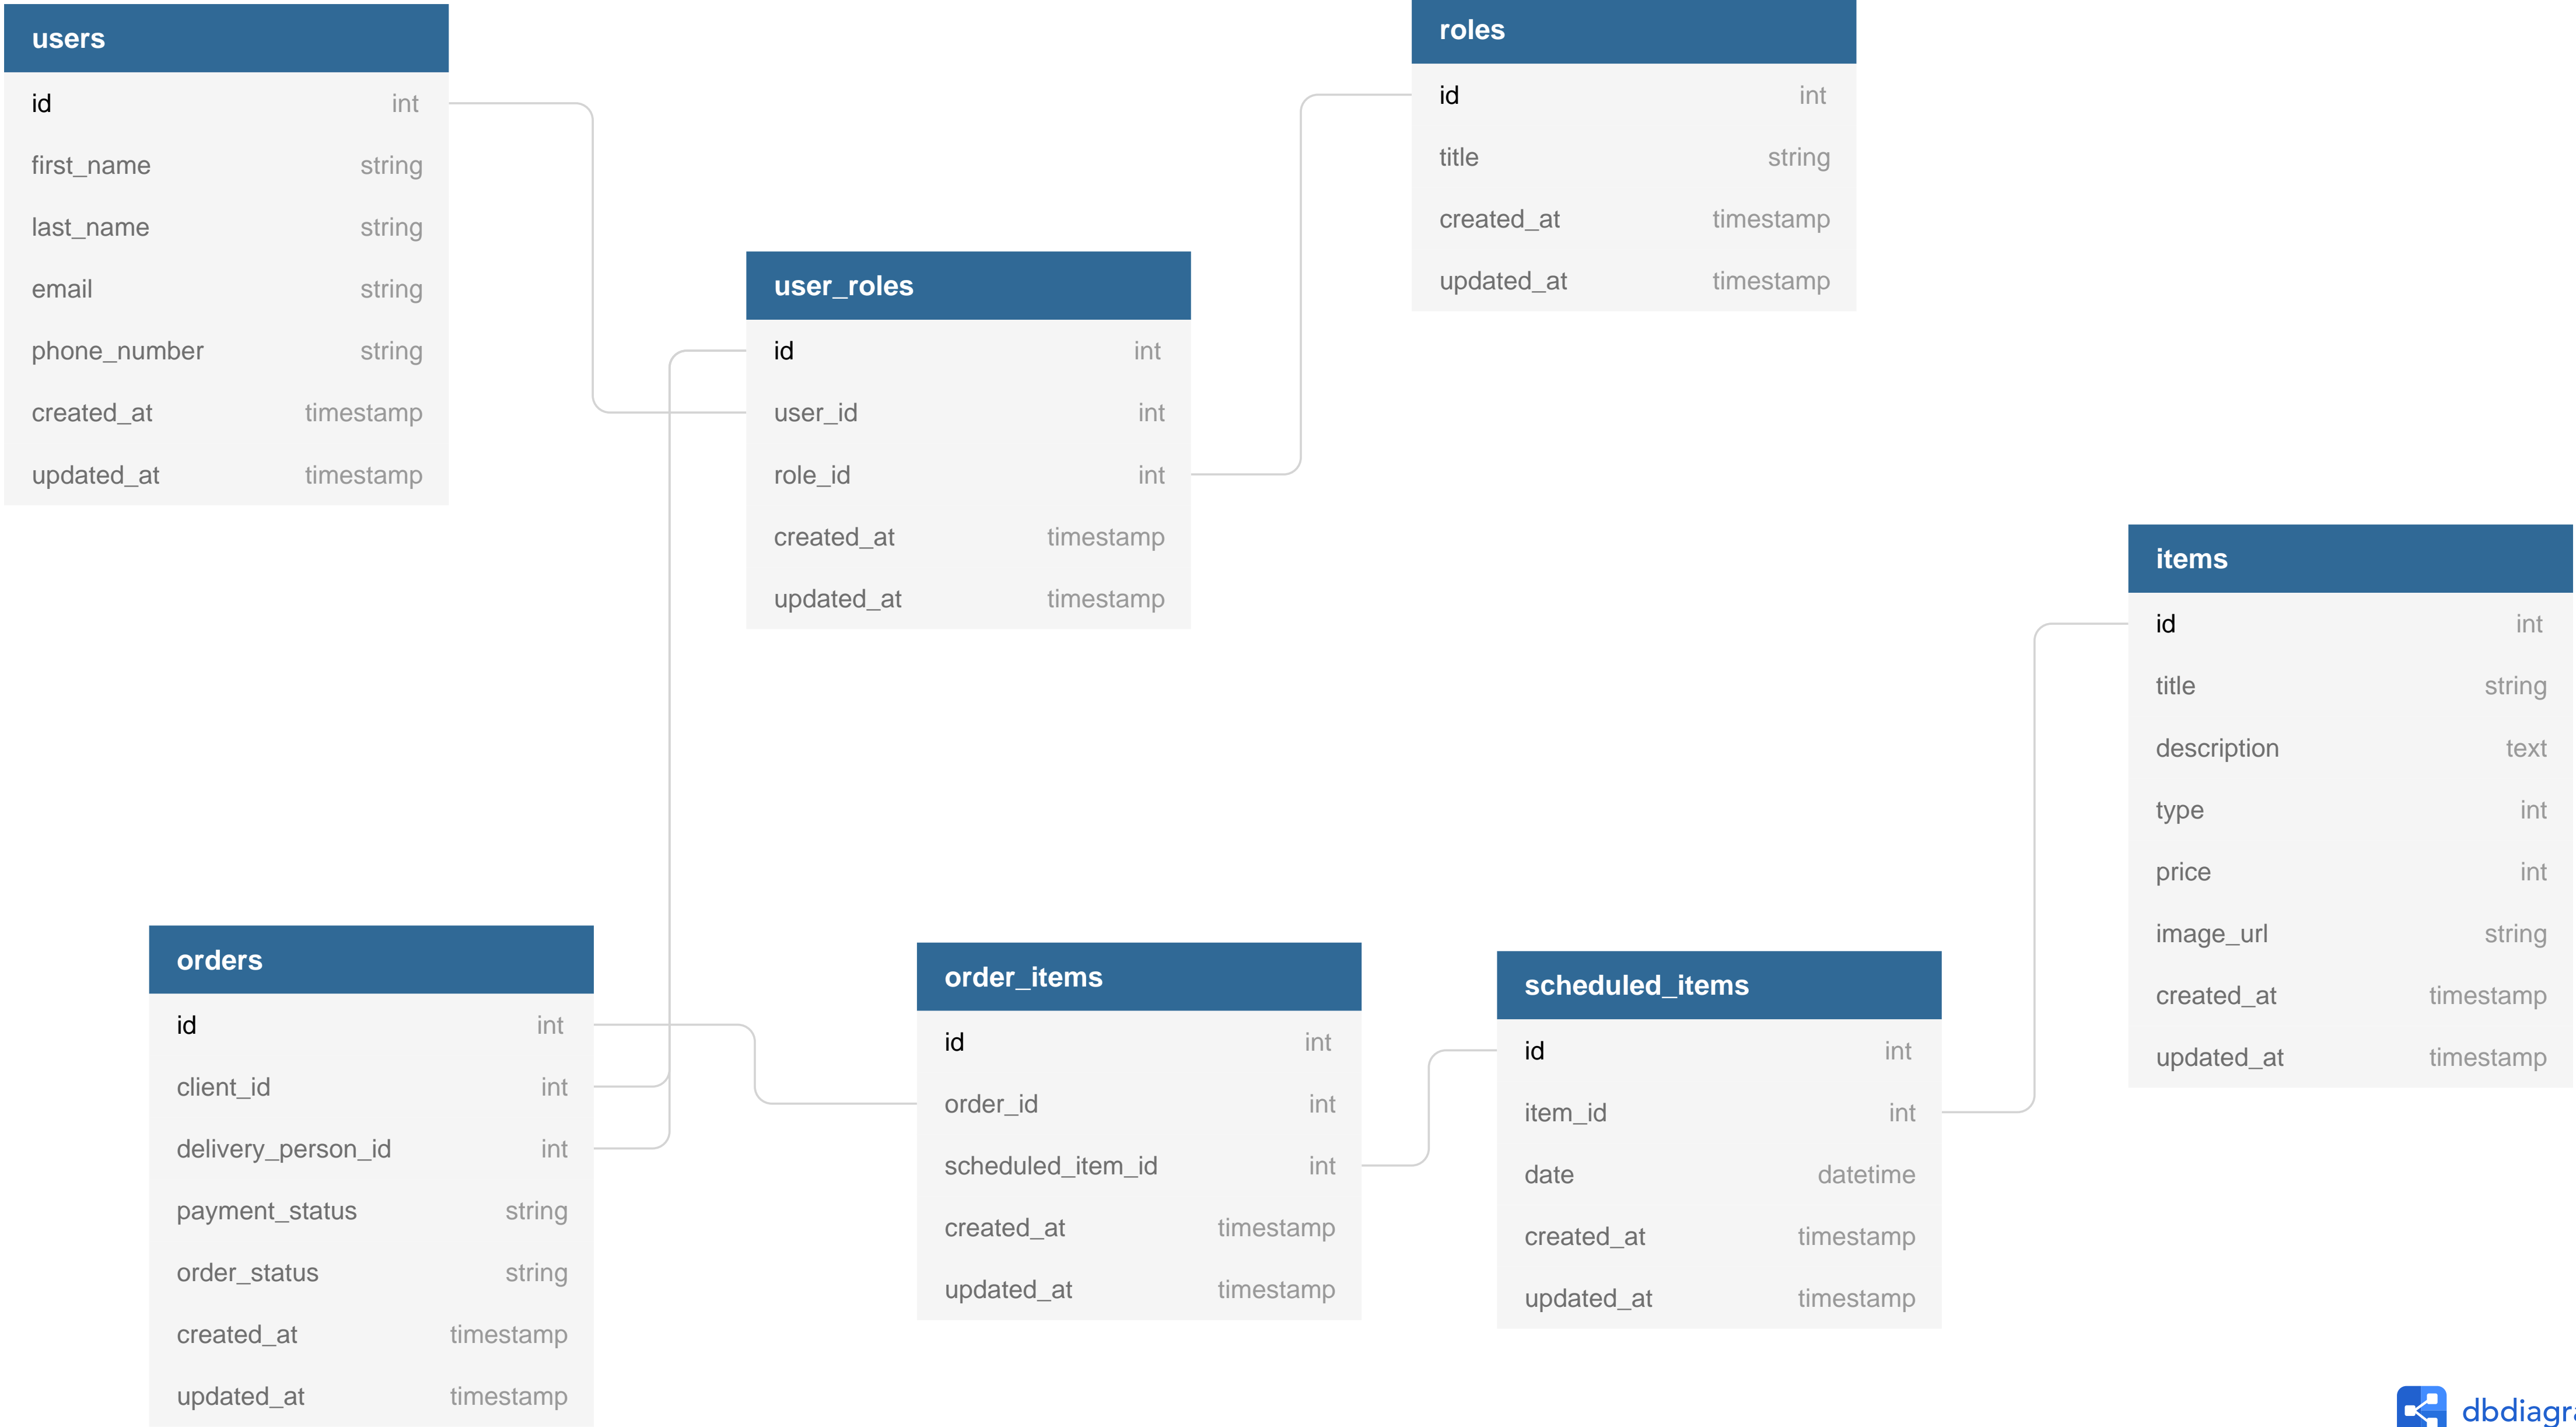 users
id int
first_name string
last_name string
email string
phone_number string
created_at timestamp
updated_at timestamp
roles
id int
title string
created_at timestamp
updated_at timestamp
user_roles
id int
user_id int
role_id int
created_at timestamp
updated_at timestamp
items
id int
title string
description text
type int
price int
image_url string
created_at timestamp
updated_at timestamp
orders
id int
client_id int
delivery_person_id int
payment_status string
order_status string
created_at timestamp
updated_at timestamp
order_items
id int
order_id int
scheduled_item_id int
created_at timestamp
updated_at timestamp
scheduled_items
id int
item_id int
date datetime
created_at timestamp
updated_at timestamp
dbdiagra